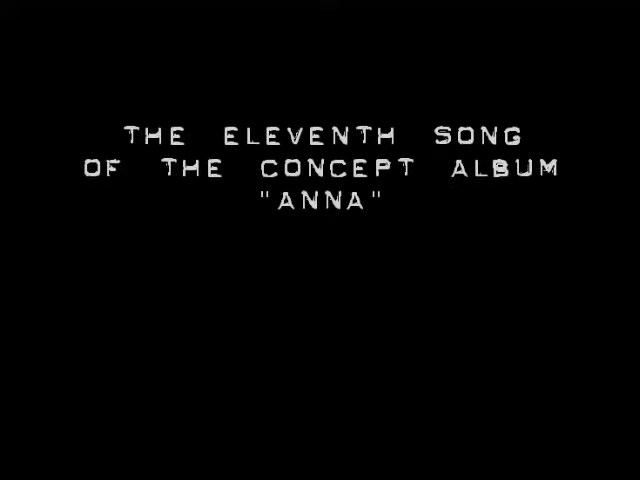 THE ELEVENTH SONG
OF THE CONCEPT ALBUM
"ANNA"